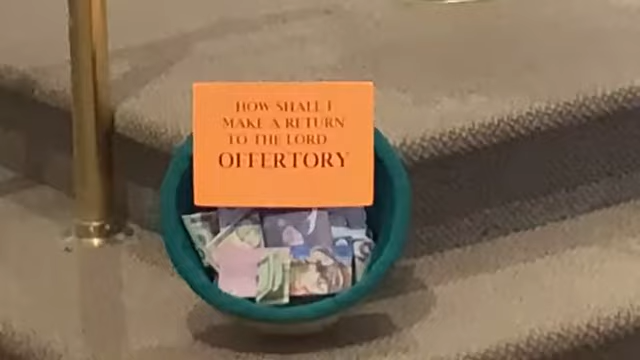 HOW SHALL I
MAKE A RETURN
TO THE LORD
OFFERTORY